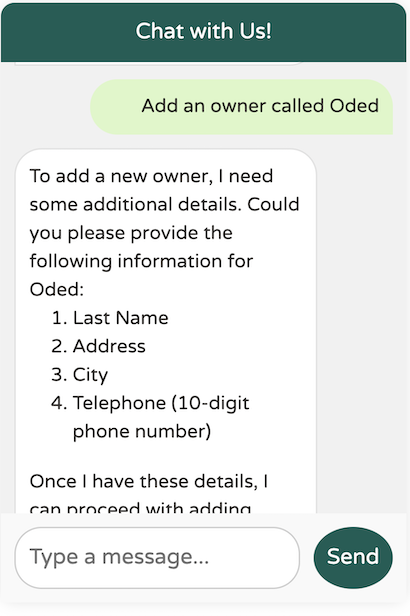 Chat with Us!
Add an owner called Oded
To add a new owner, I need
some additional details. Could
you please provide the
following information for
Oded:
1. Last Name
2. Address
3. City
4. Telephone (10-digit
phone number)
Once I have these details, I
can proceed with adding
Type a message...
Send